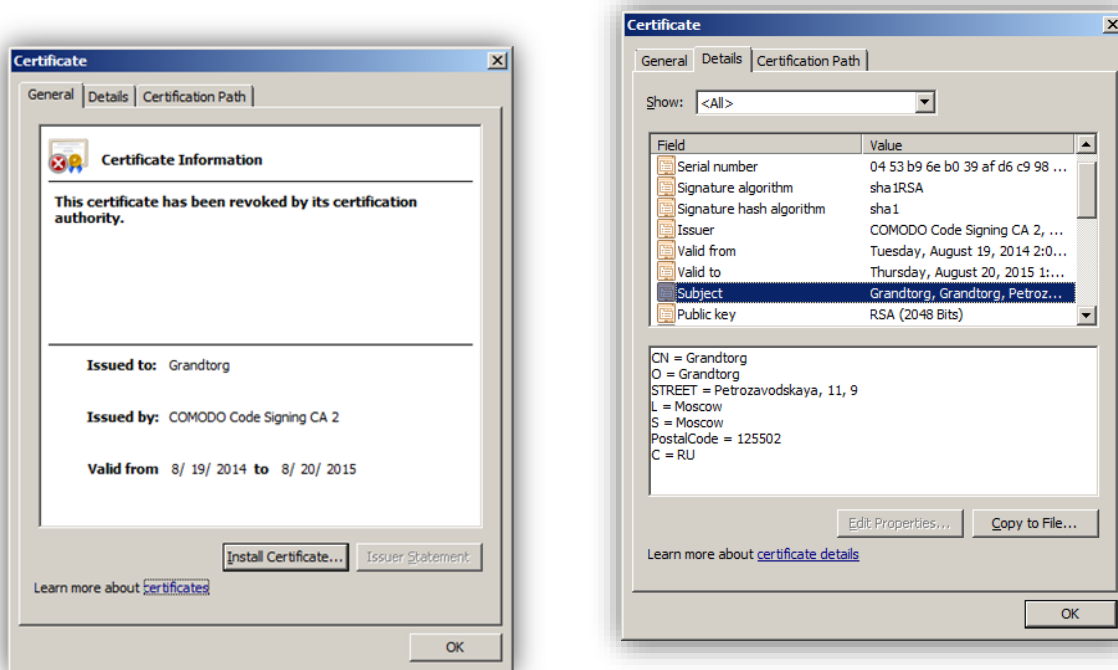 Certificate
General Details Certification Path
Certificate Information
This certificate has been revoked by its certification
authority.
Issued to: Grandtorg
Issued by: COMODO Code Signing CA 2
Valid from 8/ 19/ 2014 to 8/ 20/ 2015
Install Certificate... Issuer Statement
Learn more about certificates
OK
Certificate
General Details Certification Path
Show: <All>
Field Value
Serial number 04 53 b9 6e b0 39 af d6 c9 98 ...
Signature algorithm sha1RSA
Signature hash algorithm sha1
Issuer COMODO Code Signing CA 2, ...
Valid from Tuesday, August 19, 2014 2:0...
Valid to Thursday, August 20, 2015 1:...
Subject Grandtorg, Grandtorg, Petroz...
Public key RSA (2048 Bits)
CN = Grandtorg
O = Grandtorg
STREET = Petrozavodskaya, 11, 9
L = Moscow
S = Moscow
PostalCode = 125502
C = RU
Edit Properties... Copy to File...
Learn more about certificate details
OK